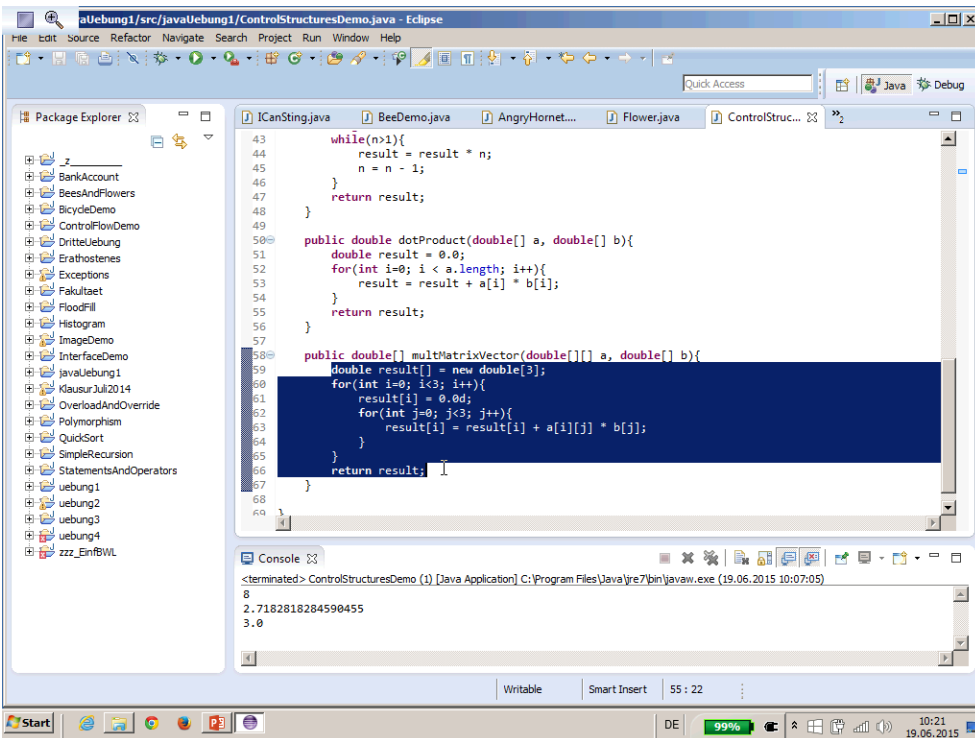 aUebung1/src/javaUebung1/ControlStructuresDemo.java - Eclipse
File Edit Source Refactor Navigate Search Project Run Window Help
Quick Access
Java
Debug
Package Explorer
_z_________
BankAccount
BeesAndFlowers
BicycleDemo
ControlFlowDemo
DritteUebung
Erathostenes
Exceptions
Fakultaet
FloodFill
Histogram
ImageDemo
InterfaceDemo
javaUebung1
KlausurJuli2014
OverloadAndOverride
Polymorphism
QuickSort
SimpleRecursion
StatementsAndOperators
uebung1
uebung2
uebung3
uebung4
zzz_EinfBWL
ICanSting.java BeeDemo.java AngryHornet.... Flower.java ControlStruc... »2
43 while(n>1){
44 result = result * n;
45 n = n - 1;
46 }
47 return result;
48 }
49
50 public double dotProduct(double[] a, double[] b){
51 double result = 0.0;
52 for(int i=0; i < a.length; i++){
53 result = result + a[i] * b[i];
54 }
55 return result;
56 }
57
58 public double[] multMatrixVector(double[][] a, double[] b){
59 double result[] = new double[3];
60 for(int i=0; i<3; i++){
61 result[i] = 0.0d;
62 for(int j=0; j<3; j++){
63 result[i] = result[i] + a[i][j] * b[j];
64 }
65 }
66 return result;
67 }
68
69 }
Console
<terminated> ControlStructuresDemo (1) [Java Application] C:\Program Files\Java\jre7\bin\javaw.exe (19.06.2015 10:07:05)
8
2.7182818284590455
3.0
Writable Smart Insert 55 : 22
Start DE 99% 10:21
19.06.2015